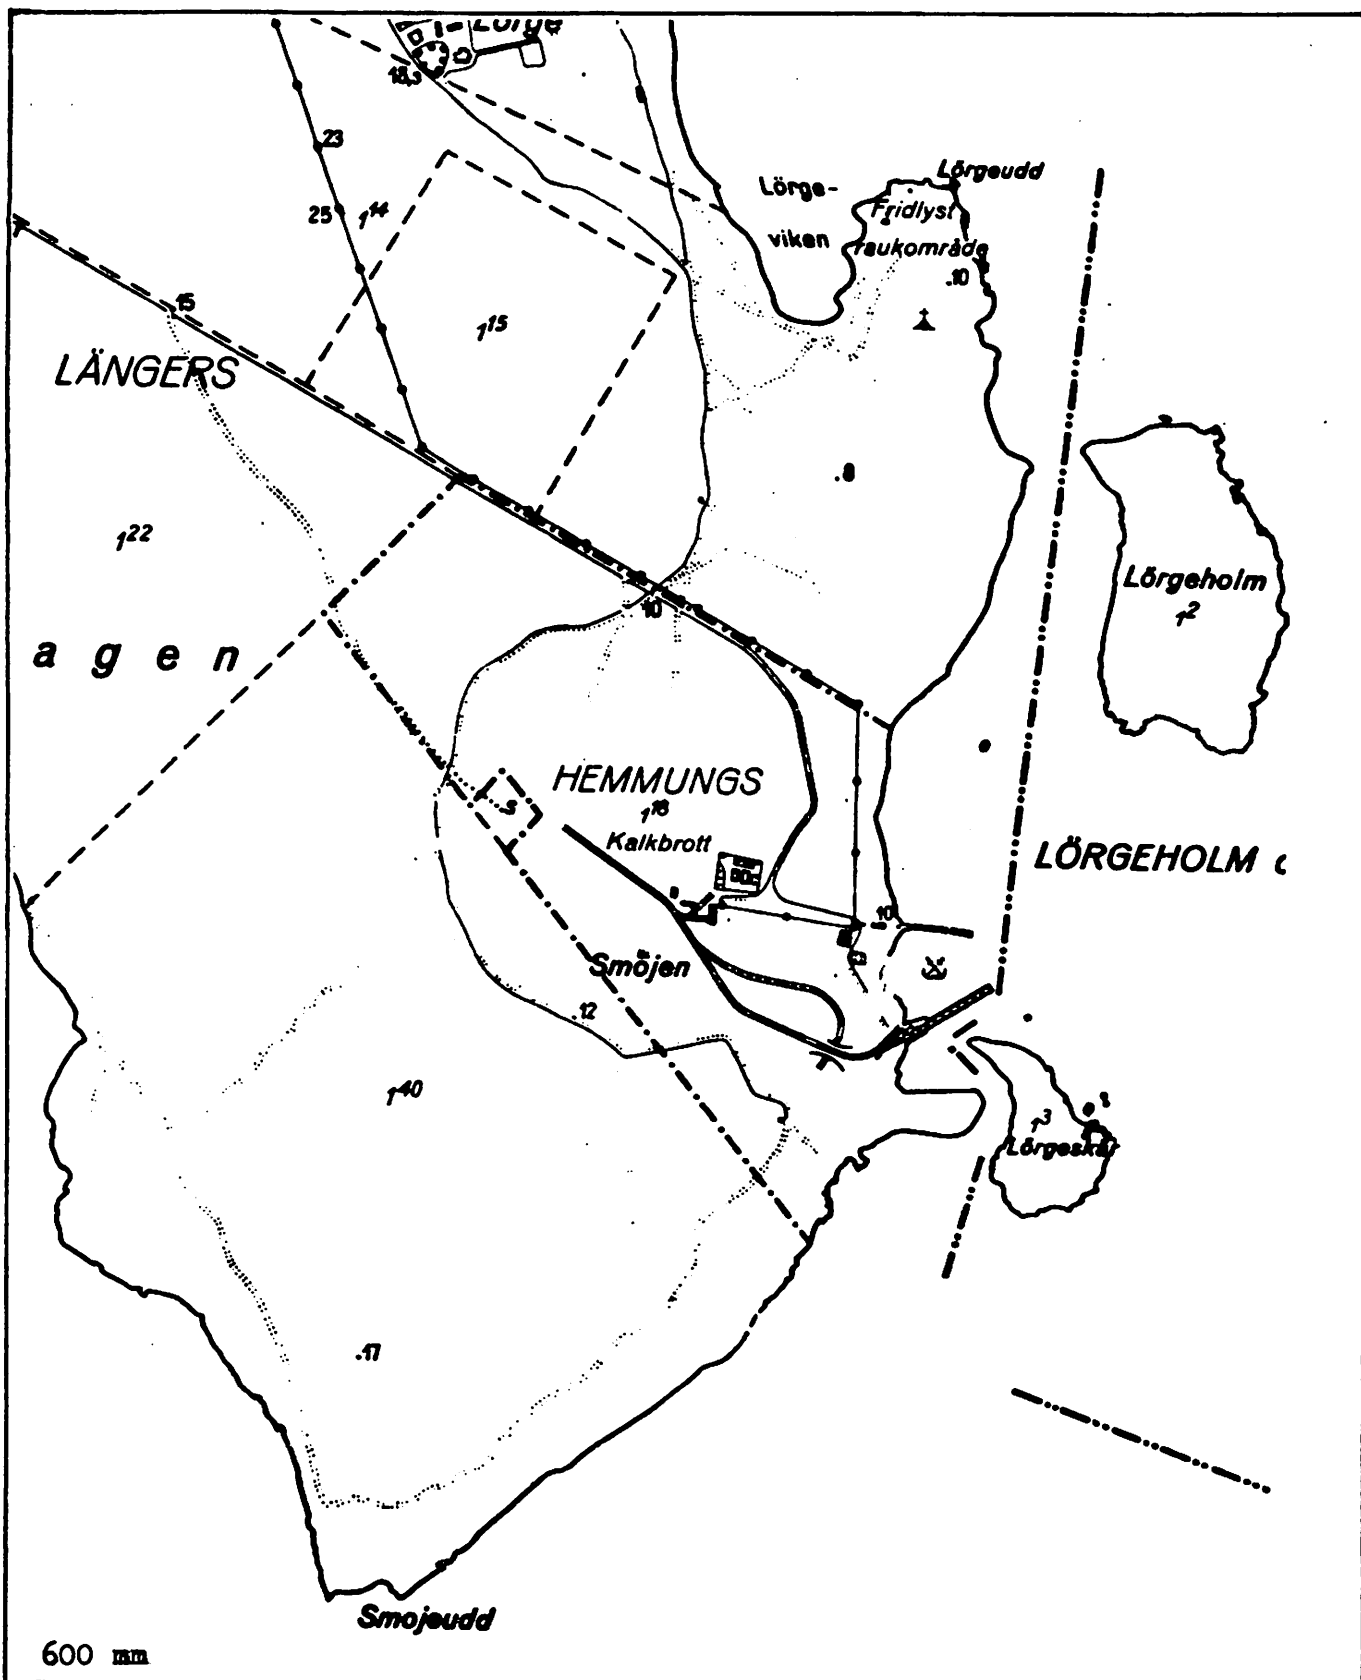 Lörge
18,3
23
25
1¹⁴
Lörgeudd
Lörge-
viken
Fridlyst
raukområde
.10
15
1¹⁵
LÄNGERS
.8
1²²
Lörgeholm
1²
10
agen
S
HEMMUNGS
1¹⁸
Kalkbrott
LÖRGEHOLM
10
Smöjen
.12
1⁴⁰
1³
Lörgeskär
.17
Smojeudd
600 mm